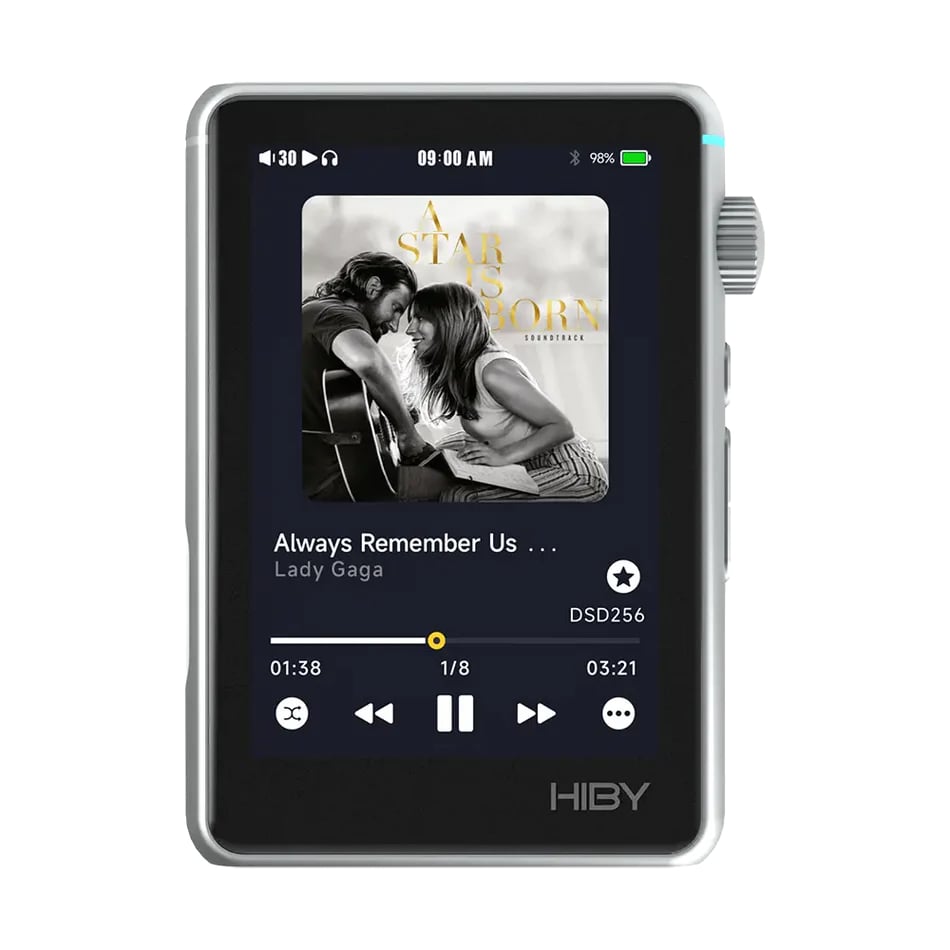 30
09:00 AM
98%
A
STAR
IS
BORN
SOUNDTRACK
Always Remember Us ...
Lady Gaga
DSD256
01:38 1/8 03:21
HIBY